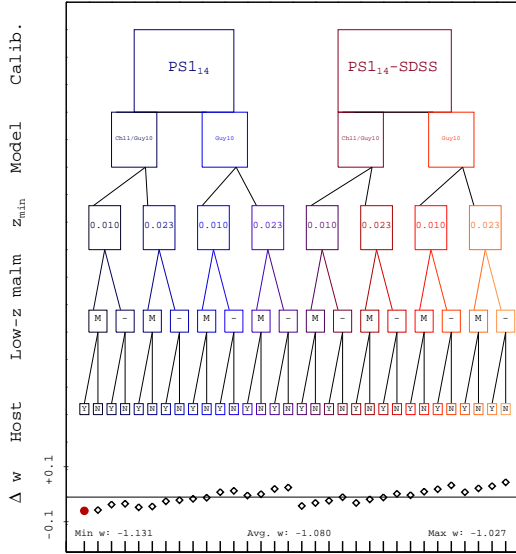 Calib.
PS1₁₄ PS1₁₄-SDSS
Model
Ch11/Guy10 Guy10 Ch11/Guy10 Guy10
z_min
0.010 0.023 0.010 0.023 0.010 0.023 0.010 0.023
Low-z malm
M - M - M - M - M - M - M - M -
Host
Y N Y N Y N Y N Y N Y N Y N Y N Y N Y N Y N Y N Y N Y N Y N Y N
Δ w
+0.1
-0.1
Min w: -1.131 Avg. w: -1.080 Max w: -1.027